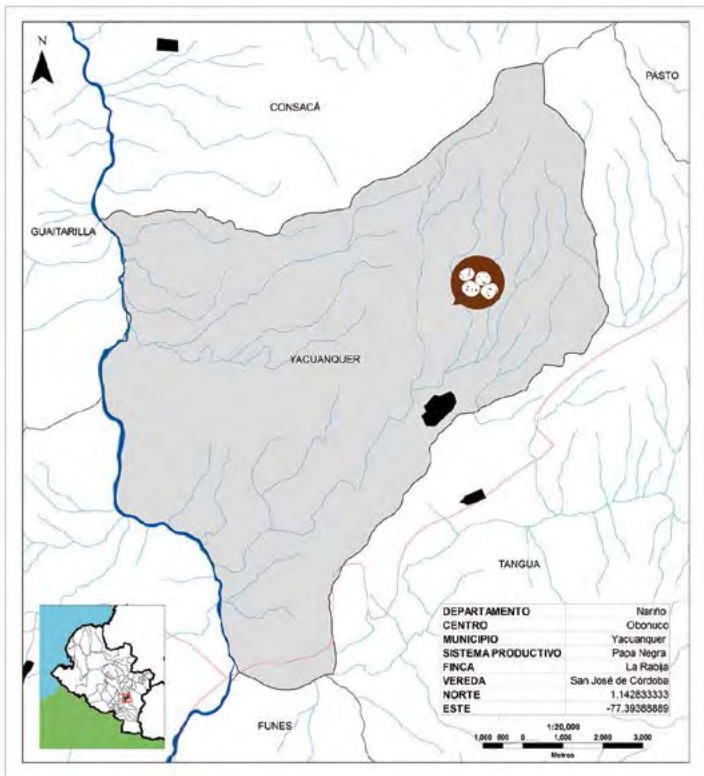 N
PASTO
CONSACÁ
GUAITARILLA
YACUANQUER
TANGUA
FUNES
DEPARTAMENTO Nariño
CENTRO Obonuco
MUNICIPIO Yacuanquer
SISTEMA PRODUCTIVO Papa Negra
FINCA La Rabija
VEREDA San José de Córdoba
NORTE 1.142833333
ESTE -77.39388889
1:20,000
1,000 500 0 1,000 2,000 3,000
Metros